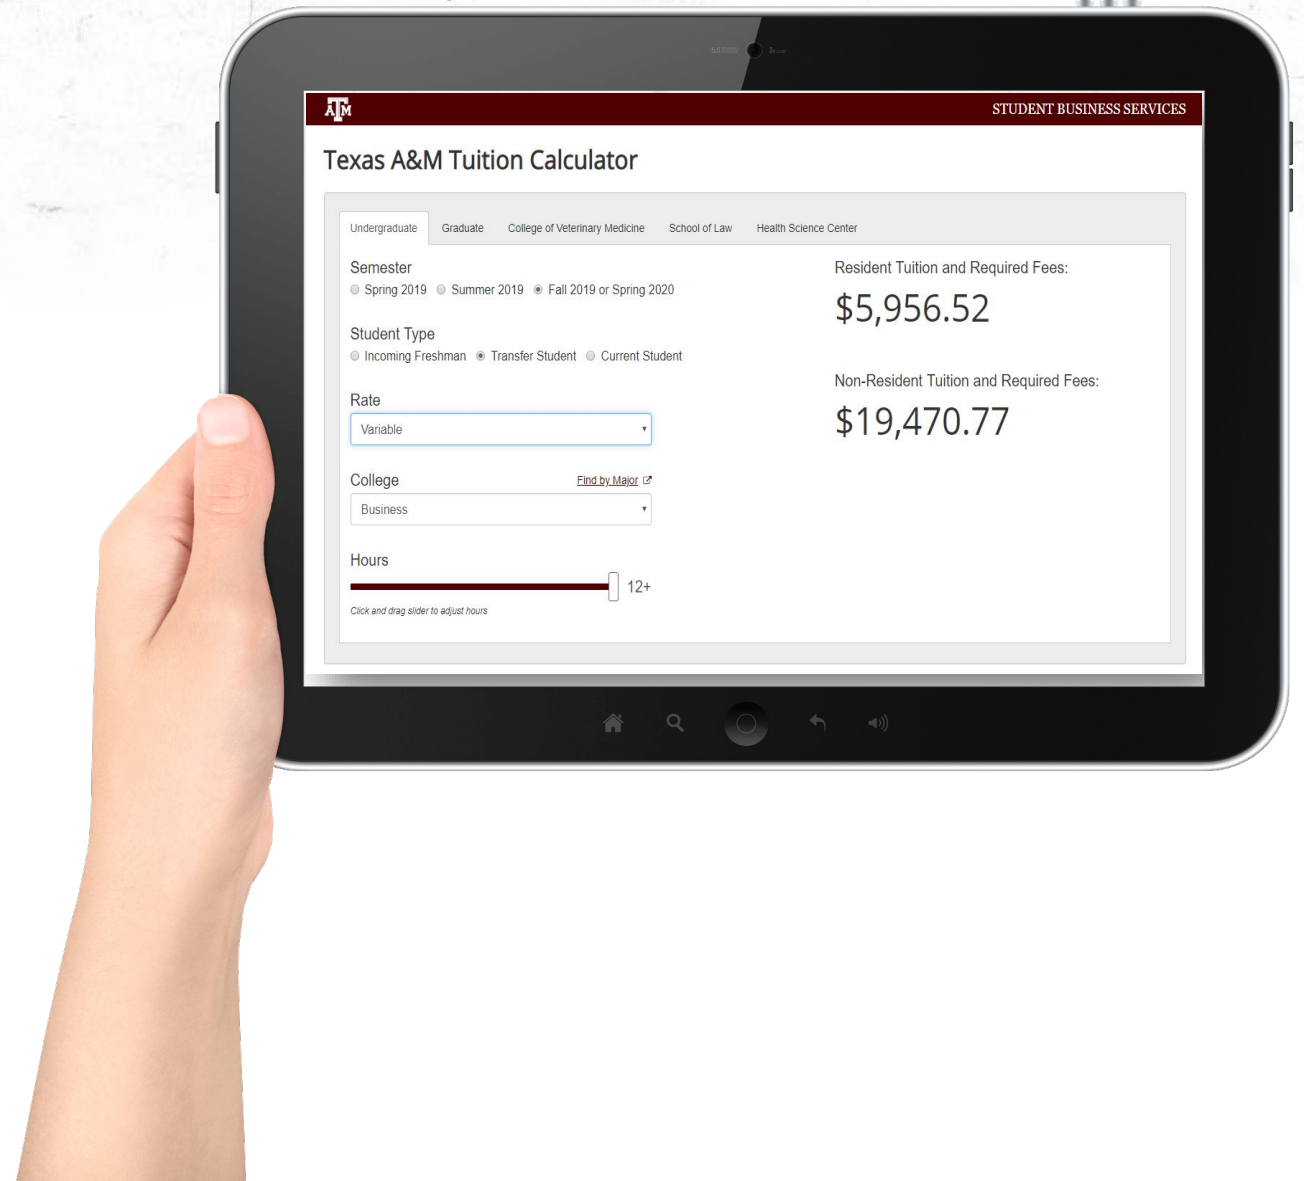 ATM
STUDENT BUSINESS SERVICES
Texas A&M Tuition Calculator
Undergraduate Graduate College of Veterinary Medicine School of Law Health Science Center
Semester
Spring 2019 Summer 2019 Fall 2019 or Spring 2020
Student Type
Incoming Freshman Transfer Student Current Student
Rate
Variable
College Find by Major
Business
Hours
12+
Click and drag slider to adjust hours
Resident Tuition and Required Fees:
$5,956.52
Non-Resident Tuition and Required Fees:
$19,470.77